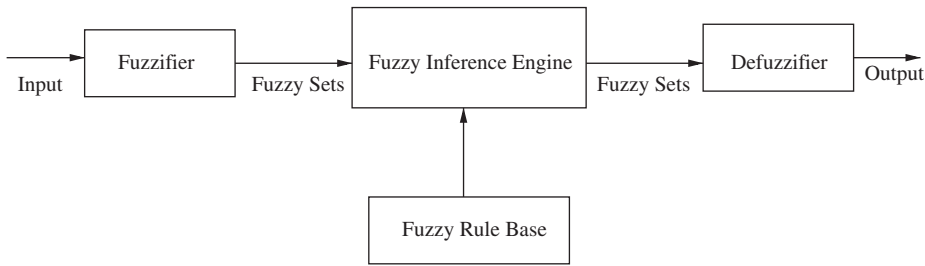 Fuzzifier
Fuzzy Inference Engine
Defuzzifier
Input
Fuzzy Sets
Fuzzy Sets
Output
Fuzzy Rule Base